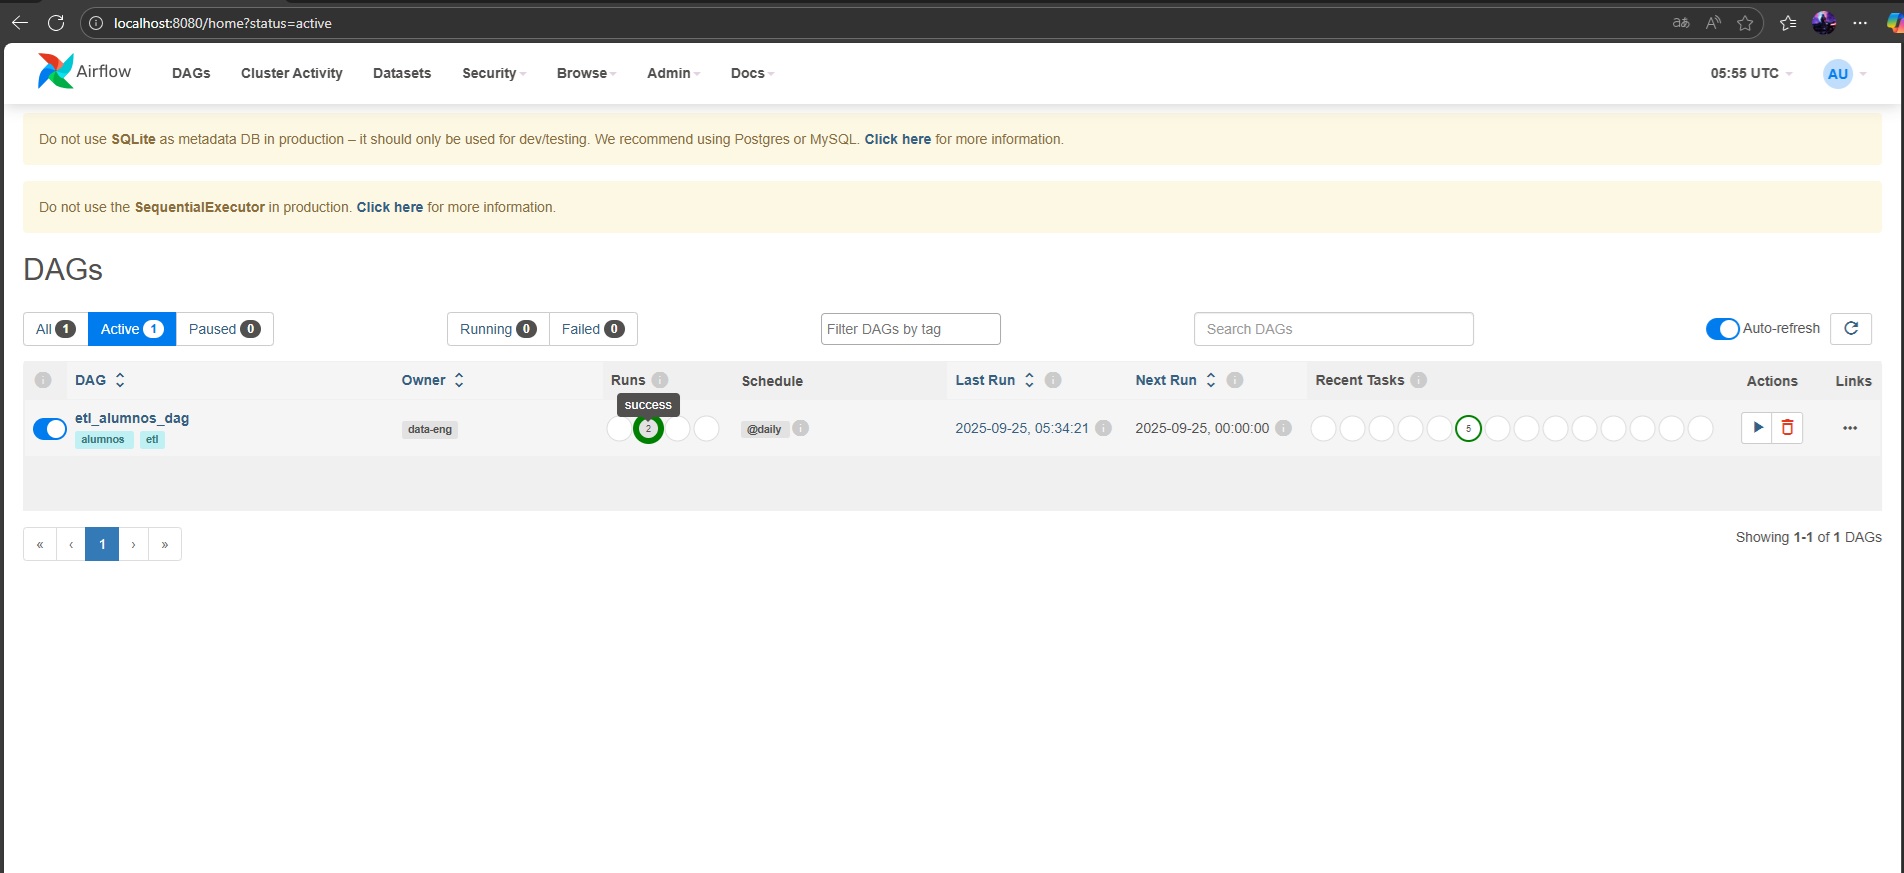 localhost:8080/home?status=active
Airflow DAGs Cluster Activity Datasets Security Browse Admin Docs 05:55 UTC AU
Do not use SQLite as metadata DB in production – it should only be used for dev/testing. We recommend using Postgres or MySQL. Click here for more information.
Do not use the SequentialExecutor in production. Click here for more information.
DAGs
All 1 Active 1 Paused 0 Running 0 Failed 0 Filter DAGs by tag Search DAGs Auto-refresh
DAG Owner Runs Schedule Last Run Next Run Recent Tasks Actions Links
success
etl_alumnos_dag data-eng 2 @daily 2025-09-25, 05:34:21 2025-09-25, 00:00:00 5
alumnos etl
« ‹ 1 › »
Showing 1-1 of 1 DAGs